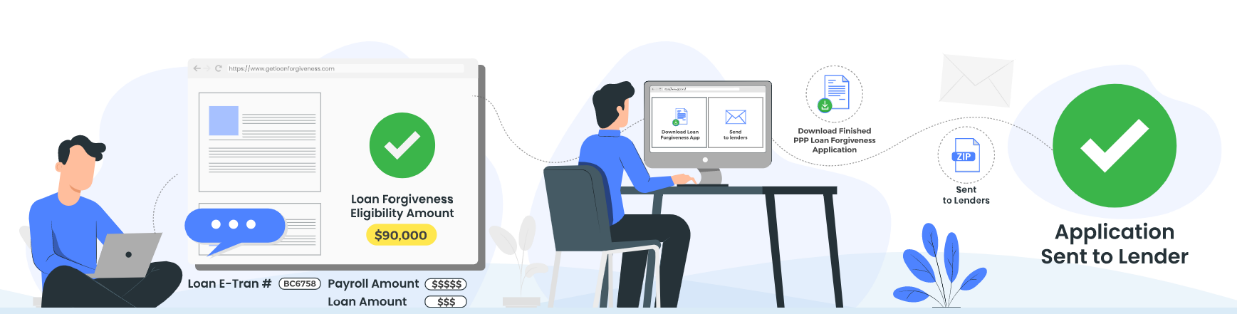 https://www.getloanforgiveness.com
Loan Forgiveness
Eligibility Amount
$90,000
Loan E-Tran # BC6758
Payroll Amount $$$$$
Loan Amount $$$
Download Loan
Forgiveness App
Send
to lenders
Download Finished
PPP Loan Forgiveness
Application
ZIP
Sent
to Lenders
Application
Sent to Lender